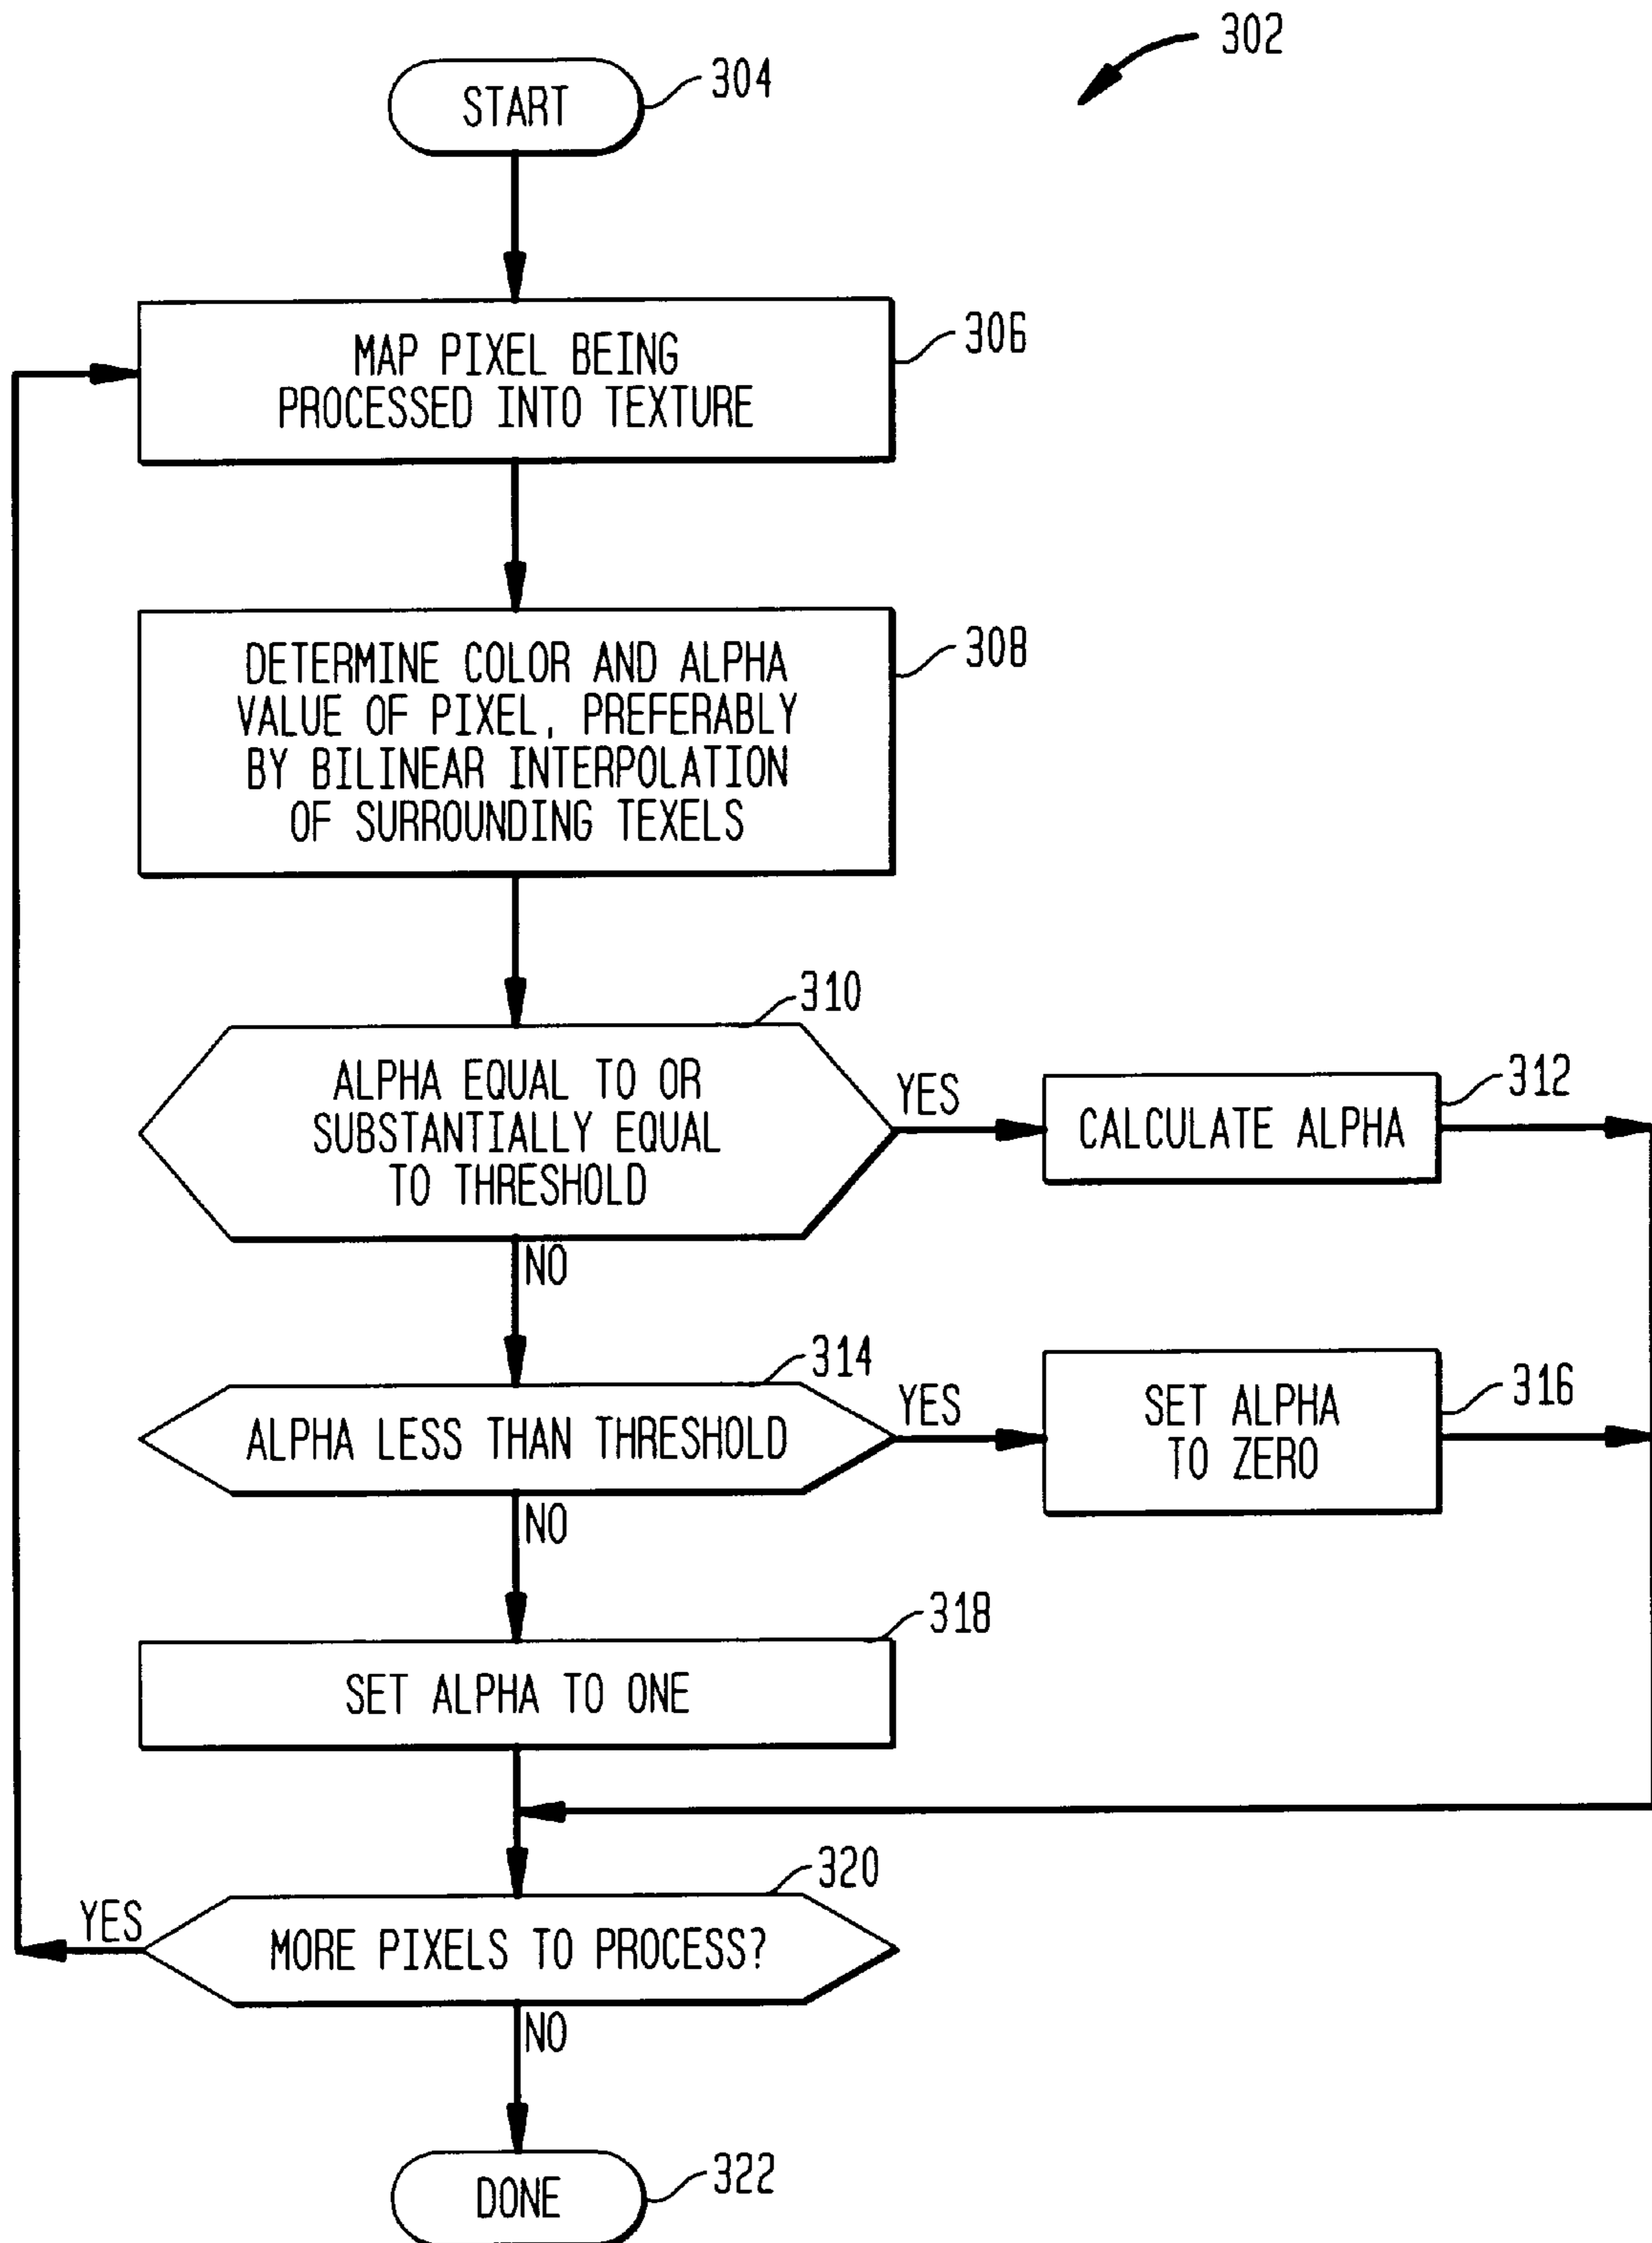 302
START
304
MAP PIXEL BEING
PROCESSED INTO TEXTURE
306
DETERMINE COLOR AND ALPHA
VALUE OF PIXEL, PREFERABLY
BY BILINEAR INTERPOLATION
OF SURROUNDING TEXELS
308
310
ALPHA EQUAL TO OR
SUBSTANTIALLY EQUAL
TO THRESHOLD
YES
CALCULATE ALPHA
312
NO
314
ALPHA LESS THAN THRESHOLD
YES
SET ALPHA
TO ZERO
316
NO
318
SET ALPHA TO ONE
320
YES
MORE PIXELS TO PROCESS?
NO
DONE
322